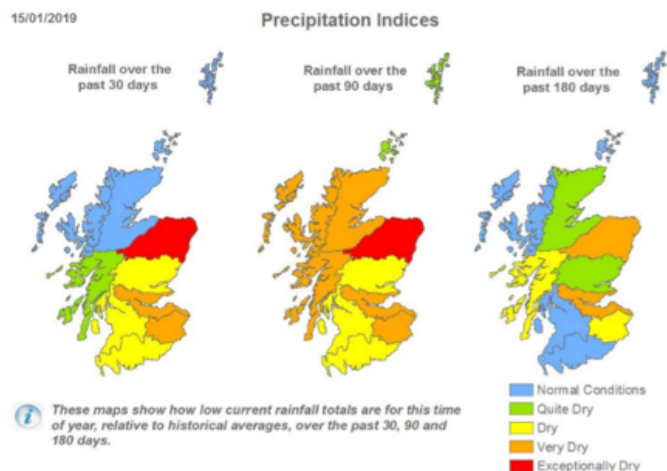 15/01/2019
Precipitation Indices
Rainfall over the
past 30 days
Rainfall over the
past 90 days
Rainfall over the
past 180 days
These maps show how low current rainfall totals are for this time
of year, relative to historical averages, over the past 30, 90 and
180 days.
Normal Conditions
Quite Dry
Dry
Very Dry
Exceptionally Dry